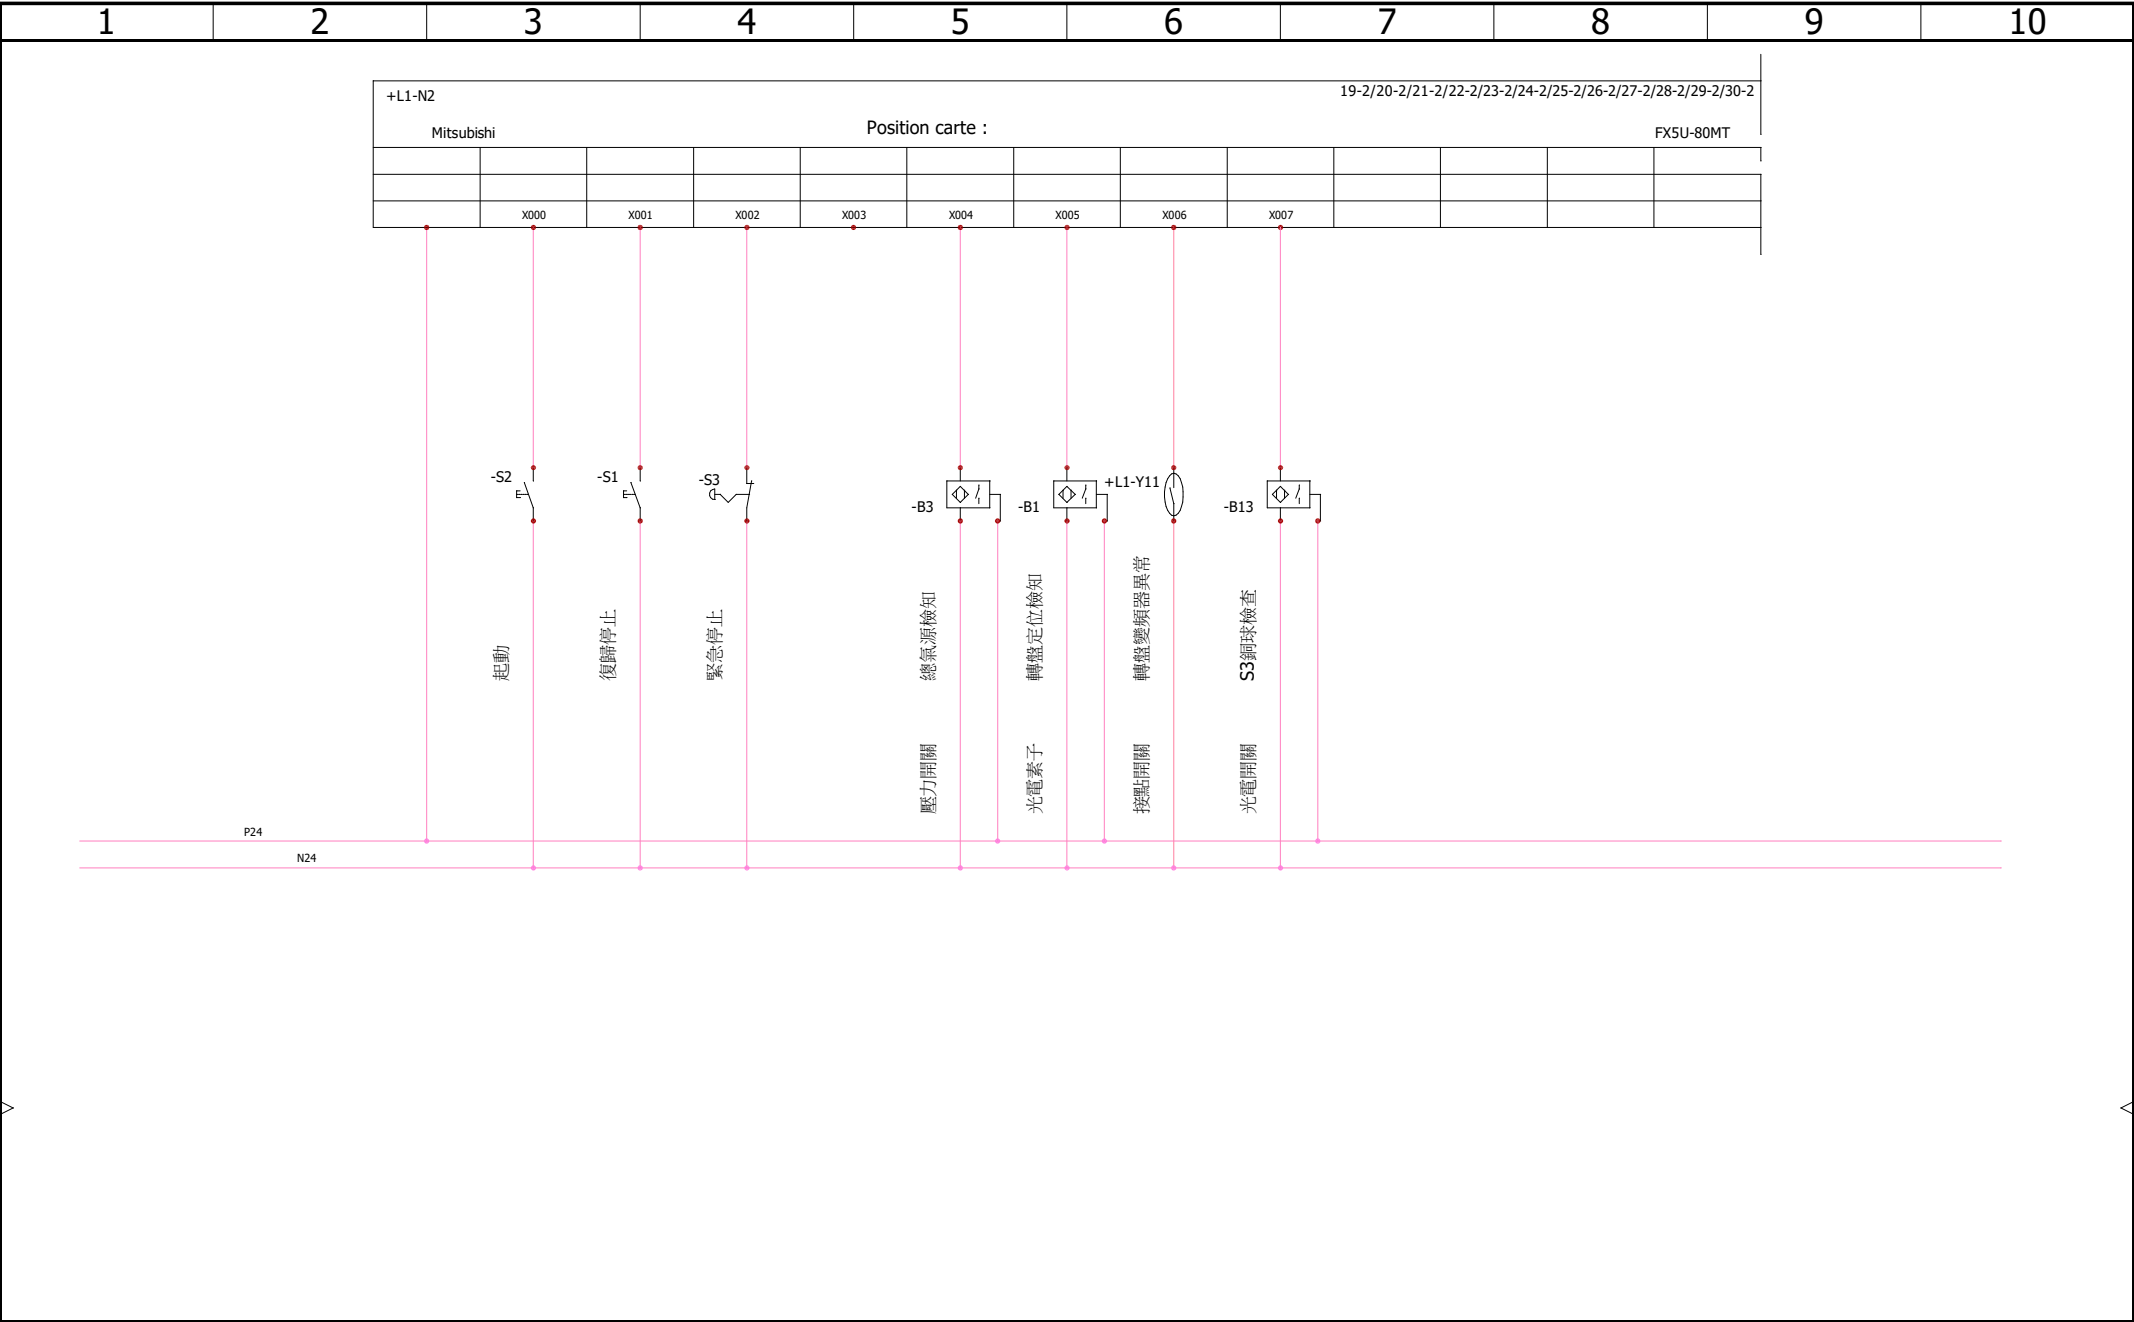 1 2 3 4 5 6 7 8 9 10
+L1-N2 19-2/20-2/21-2/22-2/23-2/24-2/25-2/26-2/27-2/28-2/29-2/30-2
Mitsubishi Position carte : FX5U-80MT
X000 X001 X002 X003 X004 X005 X006 X007
-S2 -S1 -S3 -B3 -B1 +L1-Y11 -B13
起動
復歸停止
緊急停止
總氣源檢知
轉盤定位檢知
轉盤變頻器異常
S3銅球檢查
壓力開關
光電素子
接點開關
光電開關
P24
N24